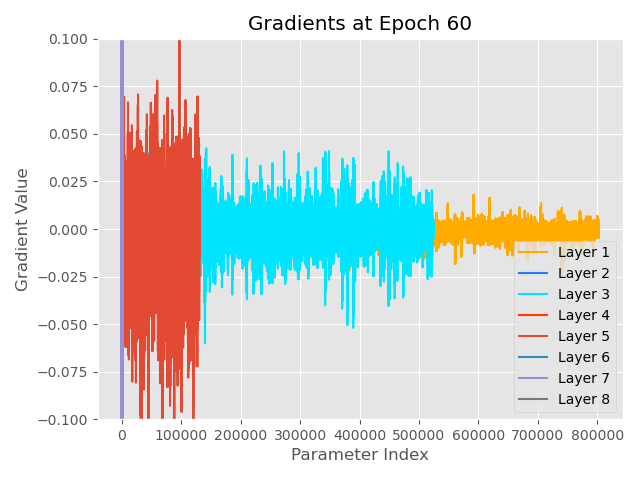 Gradients at Epoch 60
Gradient Value
0.100
0.075
0.050
0.025
0.000
−0.025
−0.050
−0.075
−0.100
0
100000
200000
300000
400000
500000
600000
700000
800000
Parameter Index
Layer 1
Layer 2
Layer 3
Layer 4
Layer 5
Layer 6
Layer 7
Layer 8